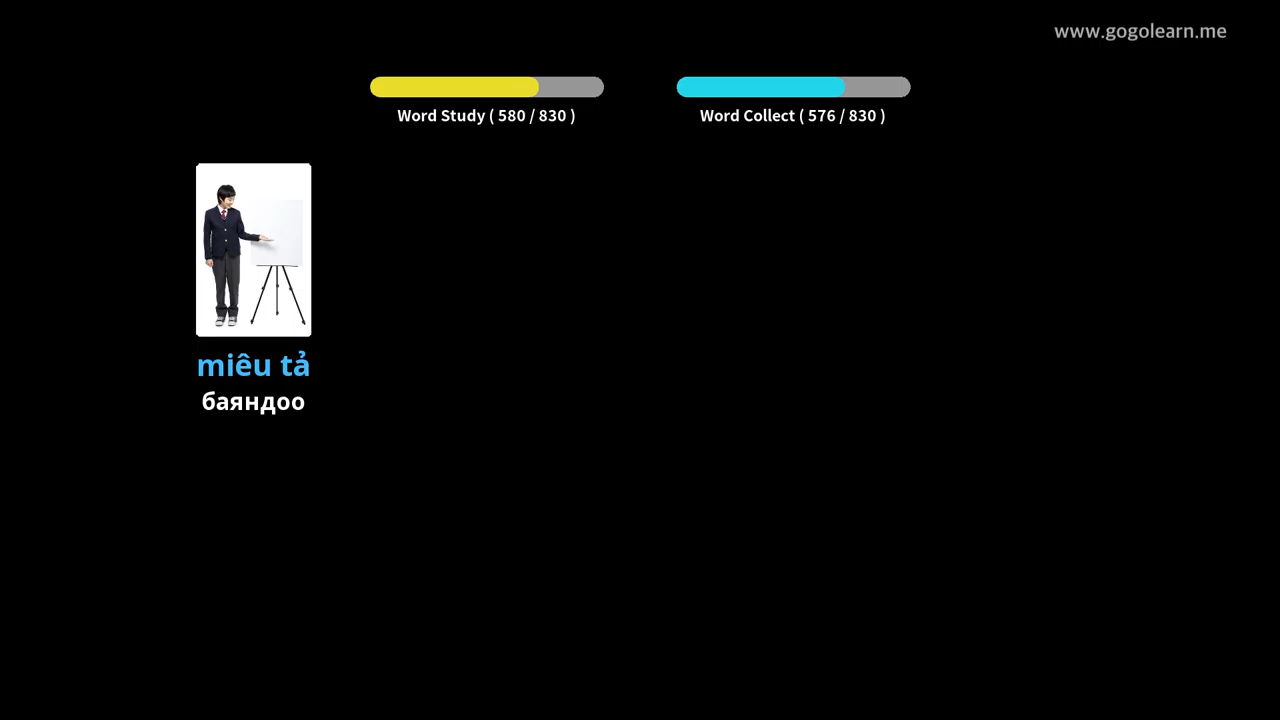 www.gogolearn.me
Word Study ( 580 / 830 )
Word Collect ( 576 / 830 )
miêu tả
баяндоо